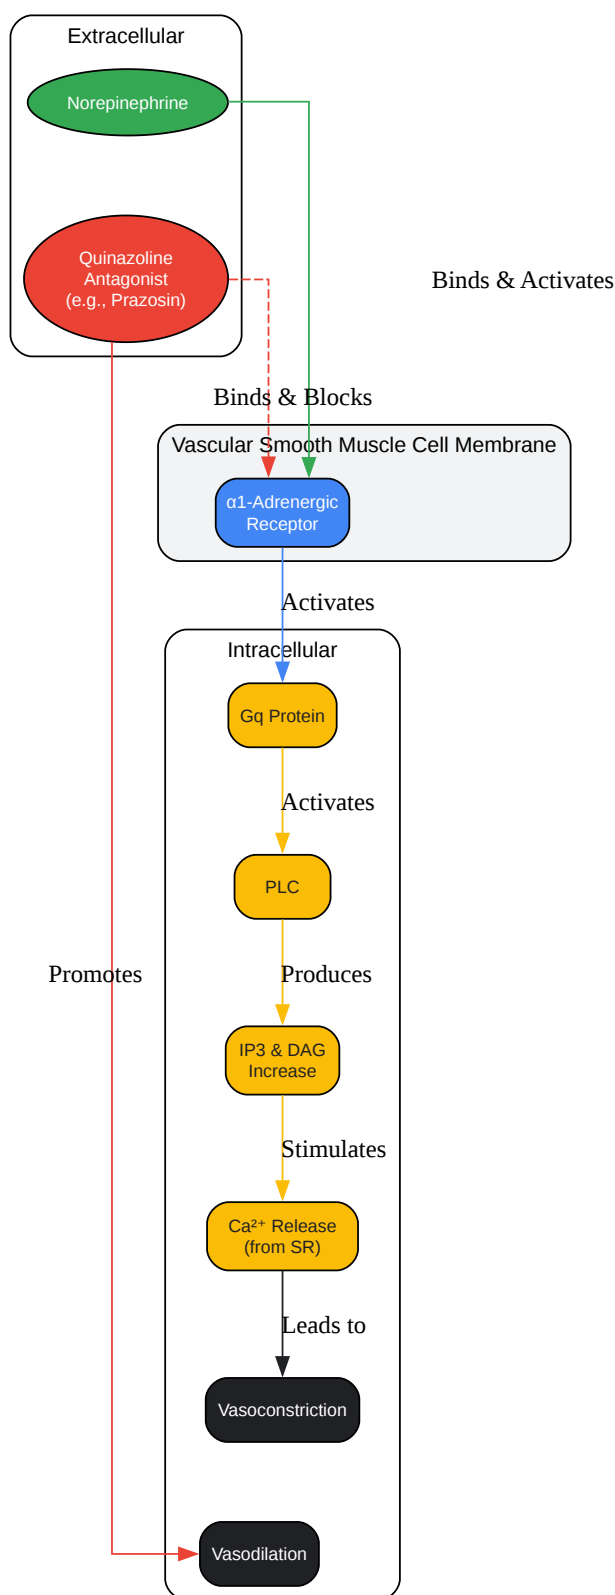 Extracellular
Norepinephrine
Quinazoline
Antagonist
(e.g., Prazosin)
Binds & Activates
Binds & Blocks
Vascular Smooth Muscle Cell Membrane
α1-Adrenergic
Receptor
Activates
Intracellular
Gq Protein
Activates
PLC
Promotes
Produces
IP3 & DAG
Increase
Stimulates
Ca²⁺ Release
(from SR)
Leads to
Vasoconstriction
Vasodilation